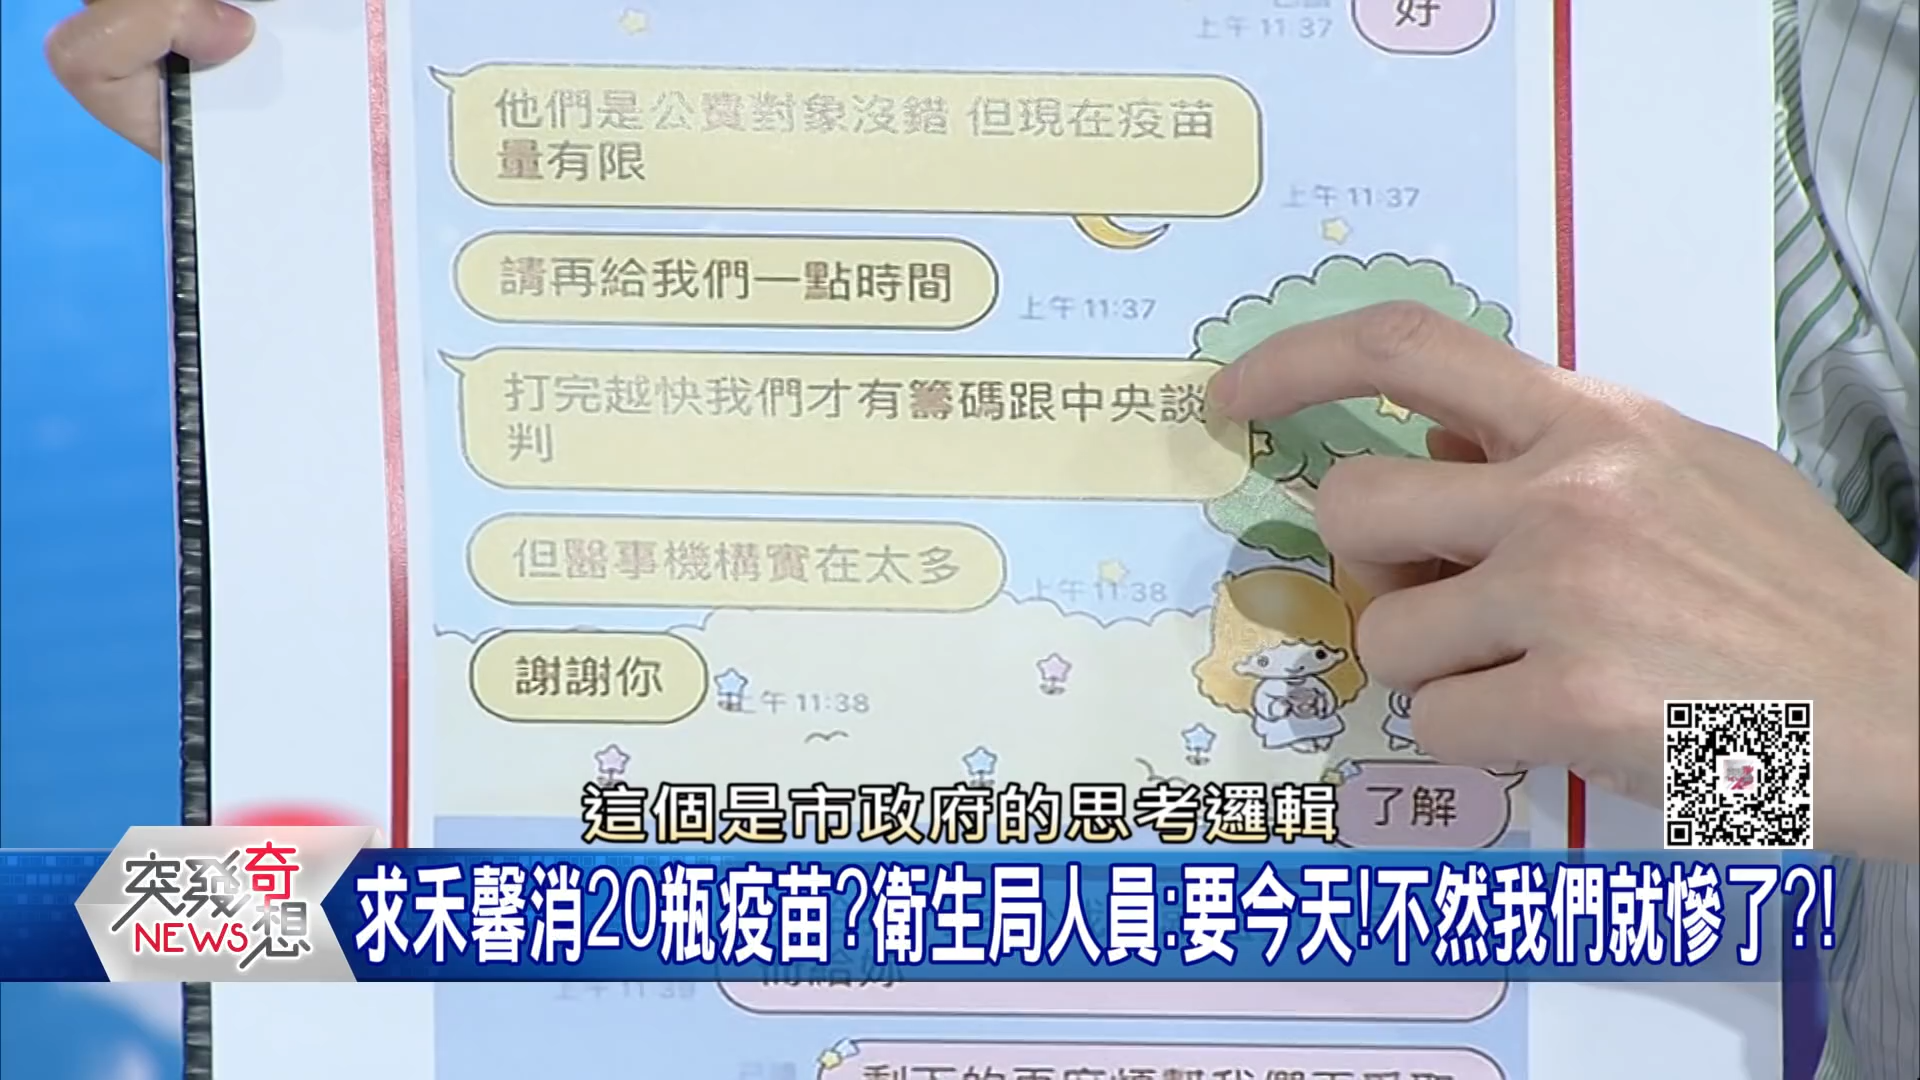 好
上午 11:37
他們是公費對象沒錯 但現在疫苗
量有限
上午 11:37
請再給我們一點時間
上午 11:37
打完越快我們才有籌碼跟中央談
判
但醫事機構實在太多
上午 11:38
謝謝你
上午 11:38
了解
這個是市政府的思考邏輯
突發奇想
NEWS
求禾馨消20瓶疫苗?衛生局人員:要今天!不然我們就慘了?!
上午 11:39